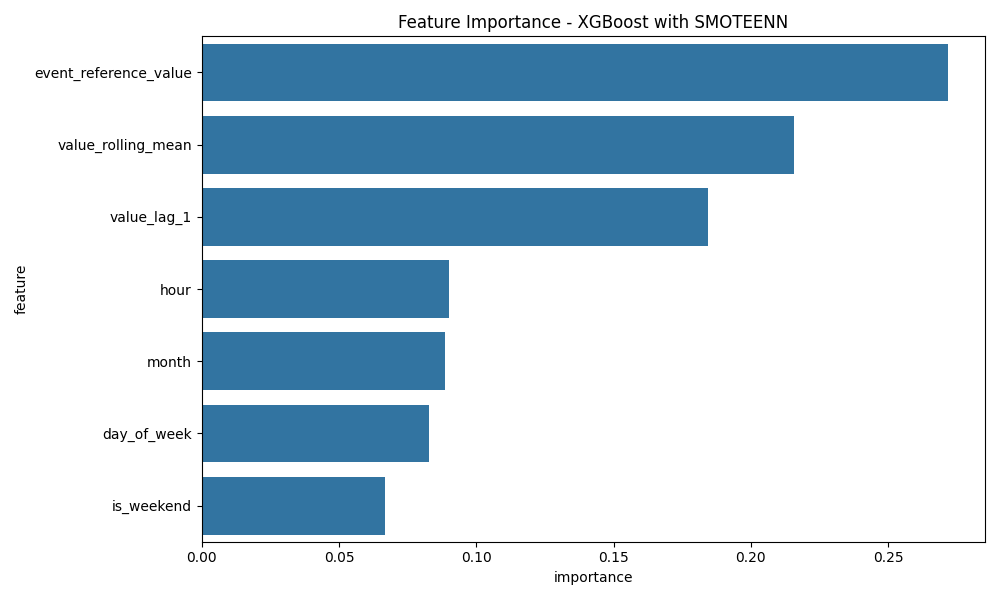 Feature Importance - XGBoost with SMOTEENN
event_reference_value
value_rolling_mean
value_lag_1
hour
month
day_of_week
is_weekend
feature
0.00 0.05 0.10 0.15 0.20 0.25
importance